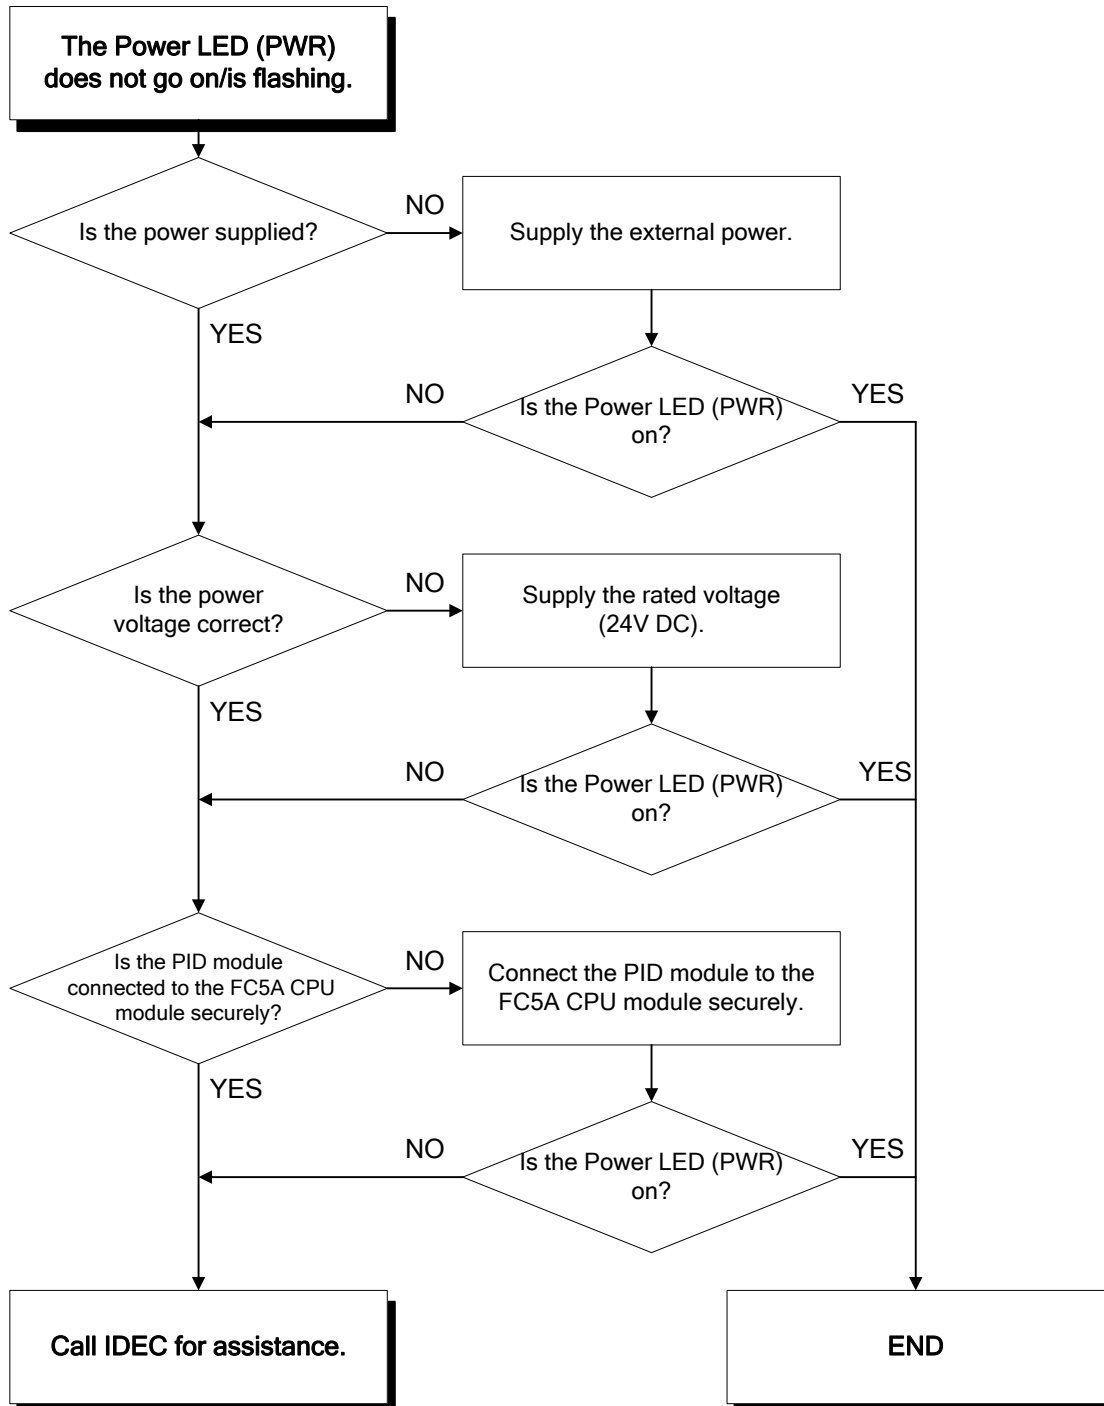 The Power LED (PWR)
does not go on/is flashing.
Is the power supplied?
NO
Supply the external power.
YES
NO
Is the Power LED (PWR)
on?
YES
Is the power
voltage correct?
NO
Supply the rated voltage
(24V DC).
YES
NO
Is the Power LED (PWR)
on?
YES
Is the PID module
connected to the FC5A CPU
module securely?
NO
Connect the PID module to the
FC5A CPU module securely.
YES
NO
Is the Power LED (PWR)
on?
YES
Call IDEC for assistance.
END